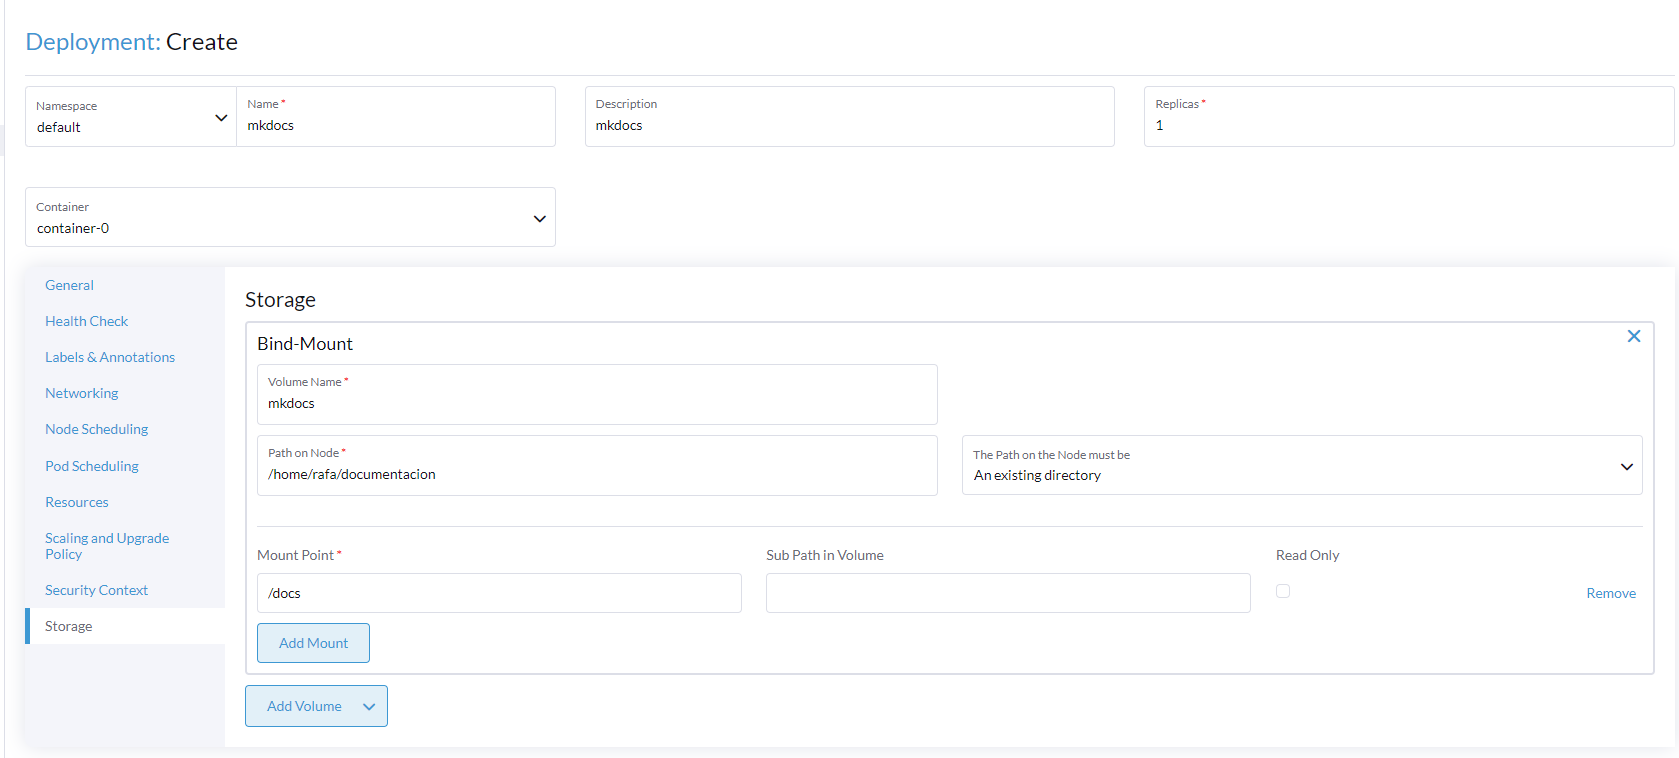 Deployment: Create
Namespace
default
Name *
mkdocs
Description
mkdocs
Replicas *
1
Container
container-0
General
Health Check
Labels & Annotations
Networking
Node Scheduling
Pod Scheduling
Resources
Scaling and Upgrade
Policy
Security Context
Storage
Storage
Bind-Mount
Volume Name *
mkdocs
Path on Node *
/home/rafa/documentacion
The Path on the Node must be
An existing directory
Mount Point *
Sub Path in Volume
Read Only
/docs
Remove
Add Mount
Add Volume